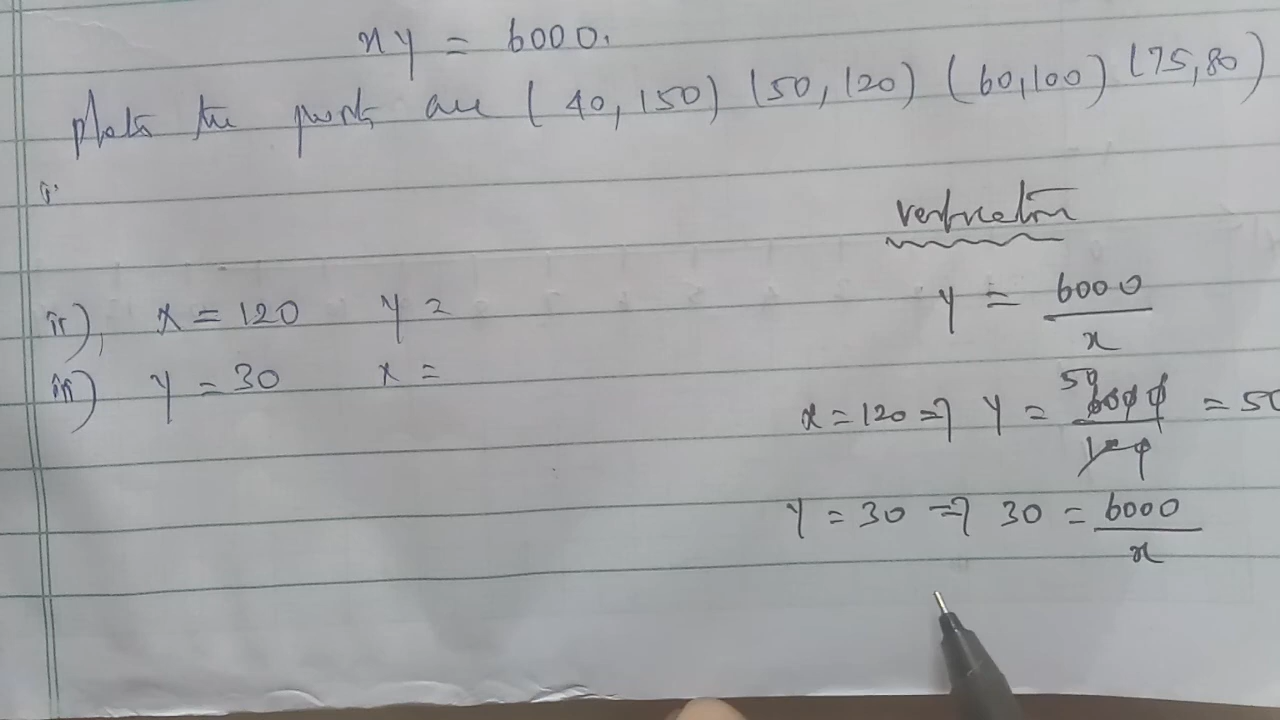 xy = 6000.
Plots the points are (40,150) (50,120) (60,100) (75,80)
i
verification
y = 6000/x
ii), x = 120 y =
iii) y = 30 x =
x = 120 => y = 6000/120 = 50
50
y = 30 => 30 = 6000/x